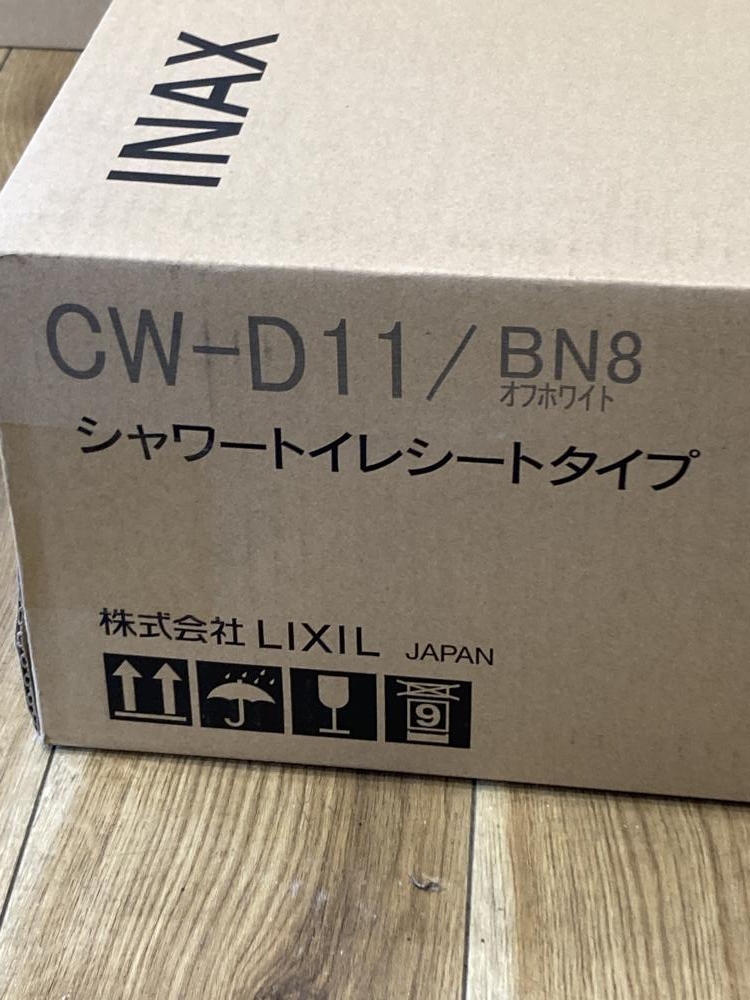 INAX
CW-D11/BN8
オフホワイト
シャワートイレシートタイプ
株式会社 LIXIL JAPAN
9